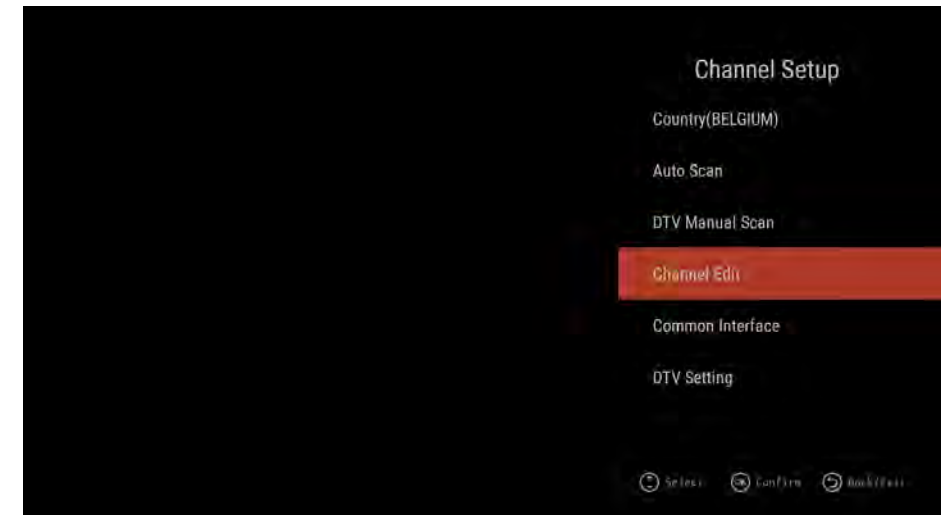 Channel Setup
Country(BELGIUM)
Auto Scan
DTV Manual Scan
Channel Edit
Common Interface
DTV Setting
Select Confirm